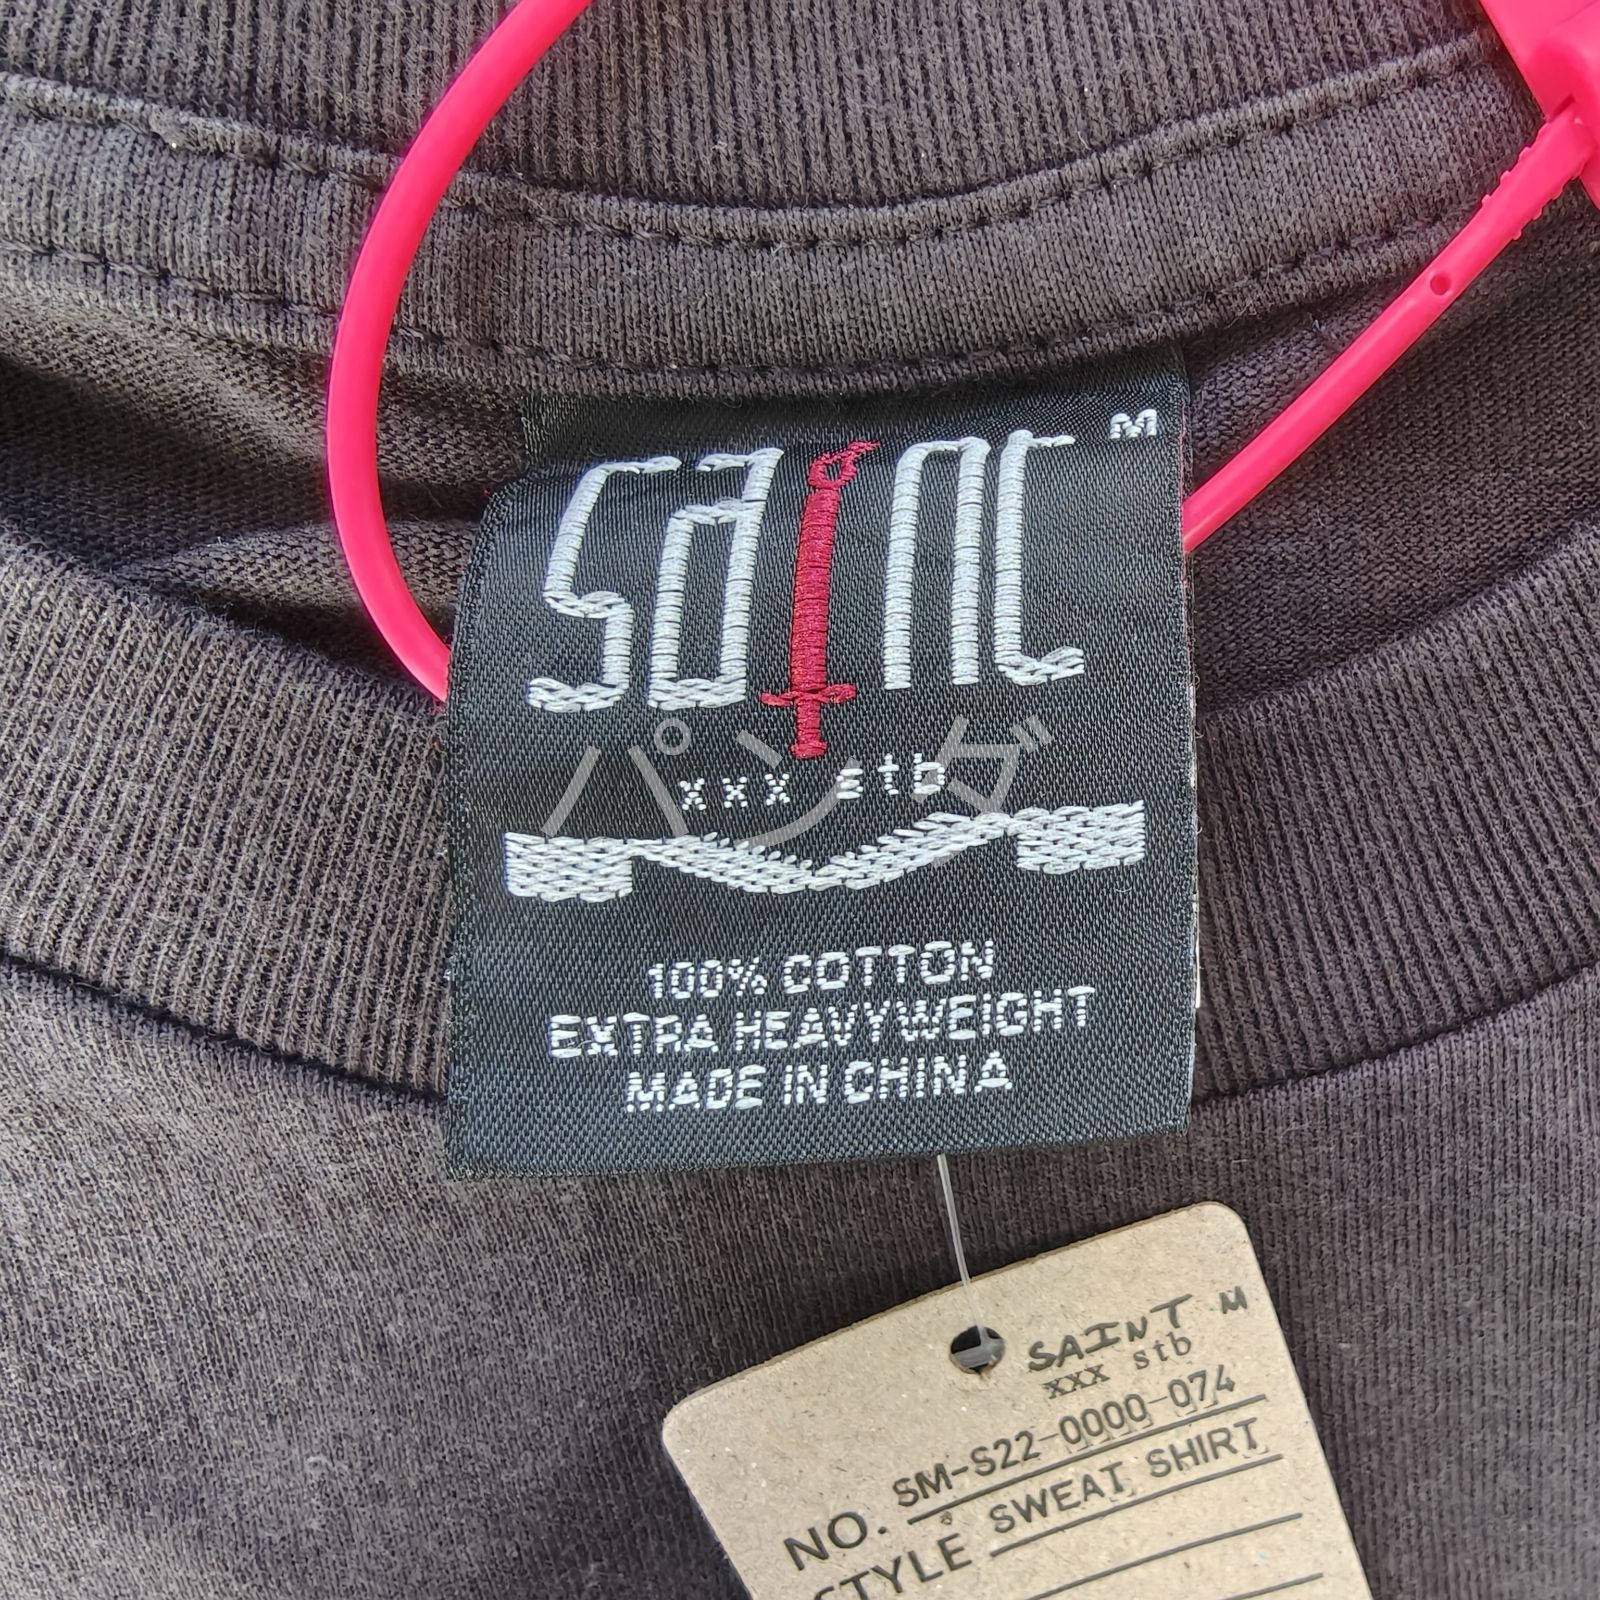 SaINT M
xxx stb
パンダ
100% COTTON
EXTRA HEAVYWEIGHT
MADE IN CHINA
SAINT M
xxx stb
NO. SM-S22-0000-074
STYLE SWEAT SHIRT